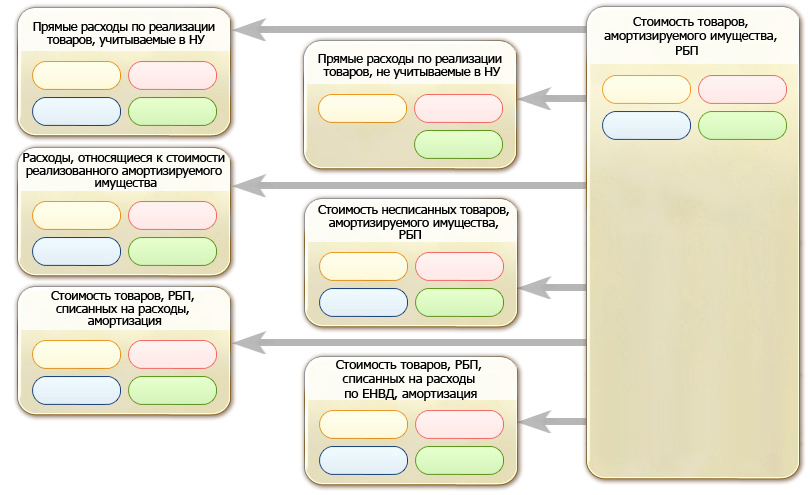 Прямые расходы по реализации
товаров, учитываемые в НУ
Прямые расходы по реализации
товаров, не учитываемые в НУ
Расходы, относящиеся к стоимости
реализованного амортизируемого
имущества
Стоимость несписанных товаров,
амортизируемого имущества,
РБП
Стоимость товаров, РБП,
списанных на расходы,
амортизация
Стоимость товаров, РБП,
списанных на расходы
по ЕНВД, амортизация
Стоимость товаров,
амортизируемого имущества,
РБП